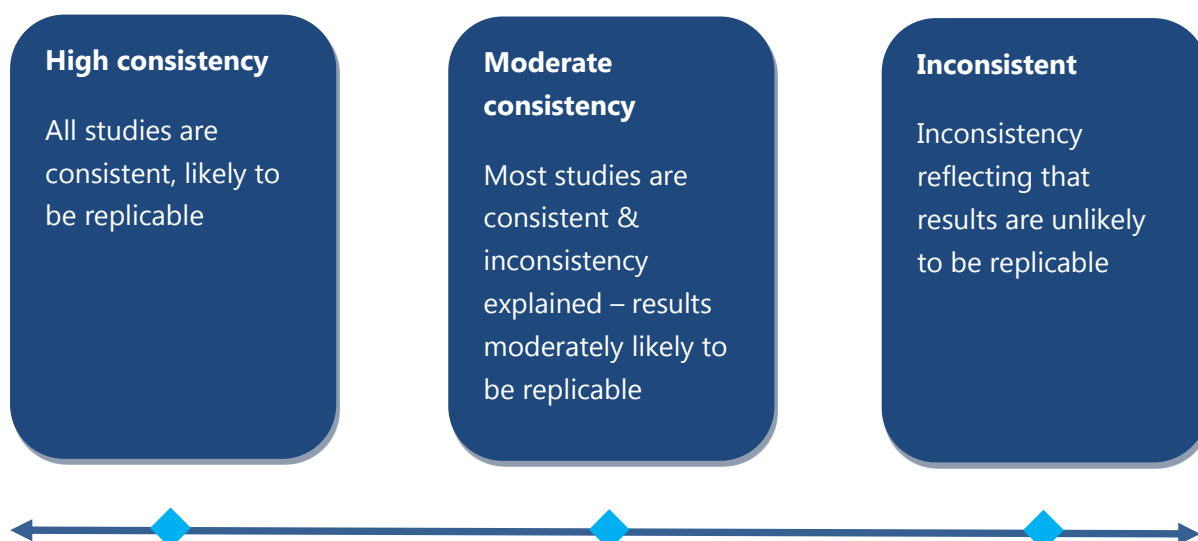 High consistency
All studies are
consistent, likely to
be replicable
Moderate
consistency
Most studies are
consistent &
inconsistency
explained – results
moderately likely to
be replicable
Inconsistent
Inconsistency
reflecting that
results are unlikely
to be replicable